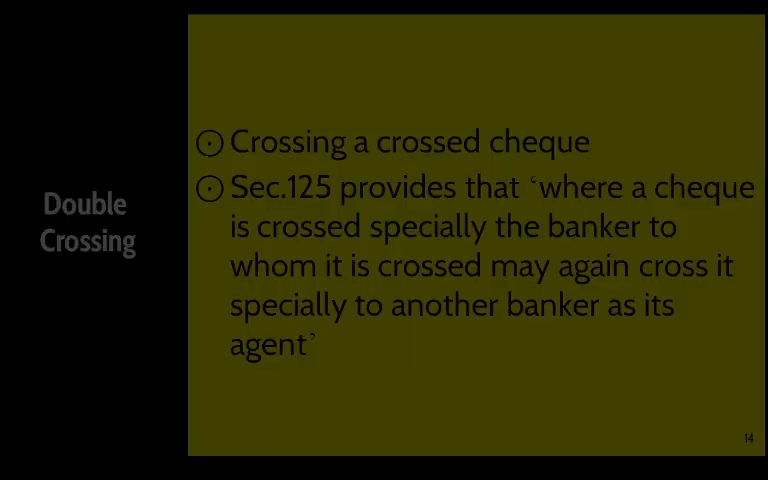 Double
Crossing
⊙ Crossing a crossed cheque
⊙ Sec.125 provides that ‘where a cheque
is crossed specially the banker to
whom it is crossed may again cross it
specially to another banker as its
agent’
14